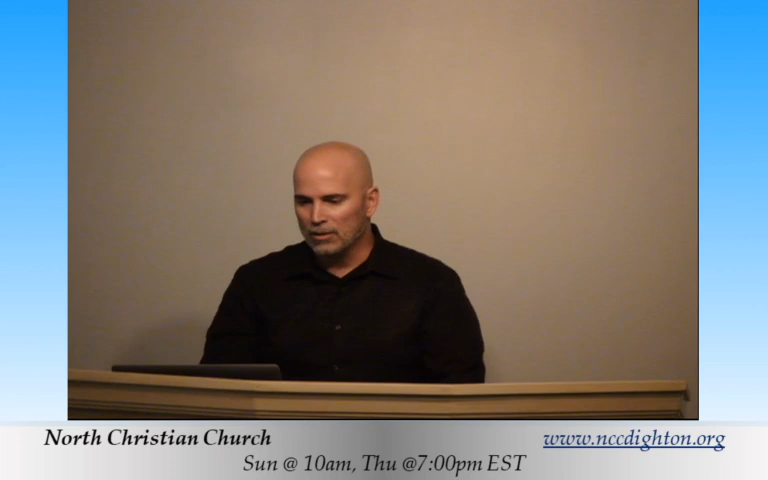 North Christian Church
www.nccdighton.org
Sun @ 10am, Thu @7:00pm EST